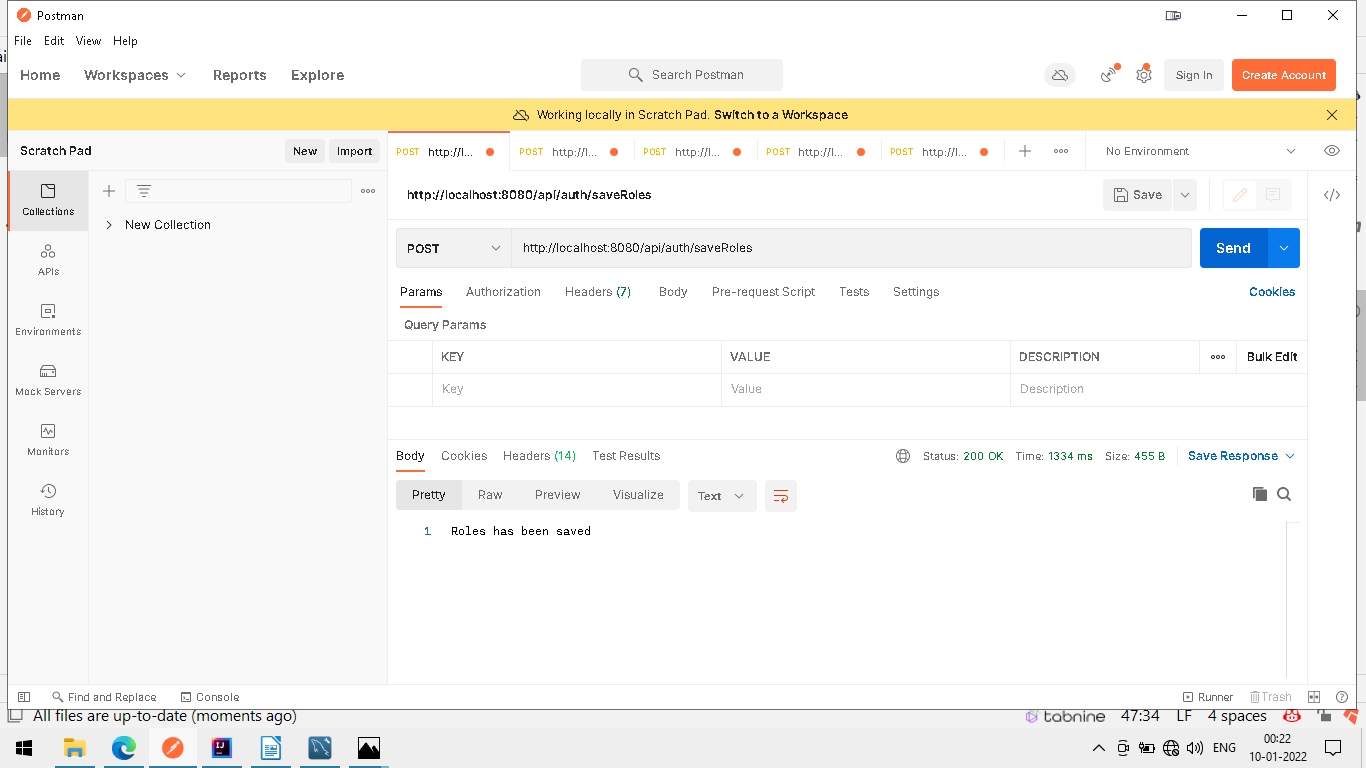 Postman
File Edit View Help
Home Workspaces Reports Explore Search Postman Sign In Create Account
Working locally in Scratch Pad. Switch to a Workspace
Scratch Pad New Import
POST http://l... POST http://l... POST http://l... POST http://l... POST http://l... No Environment
http://localhost:8080/api/auth/saveRoles Save
Collections
New Collection
APIs
Environments
Mock Servers
Monitors
History
POST http://localhost:8080/api/auth/saveRoles Send
Params Authorization Headers (7) Body Pre-request Script Tests Settings Cookies
Query Params
KEY VALUE DESCRIPTION Bulk Edit
Key Value Description
Body Cookies Headers (14) Test Results Status: 200 OK Time: 1334 ms Size: 455 B Save Response
Pretty Raw Preview Visualize Text
1 Roles has been saved
Find and Replace Console Runner Trash
All files are up-to-date (moments ago) tabnine 47:34 LF 4 spaces
ENG 00:22
10-01-2022